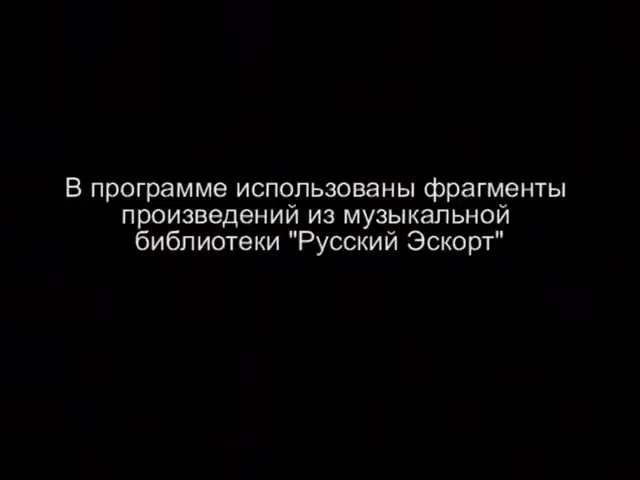 В программе использованы фрагменты
произведений из музыкальной
библиотеки "Русский Эскорт"